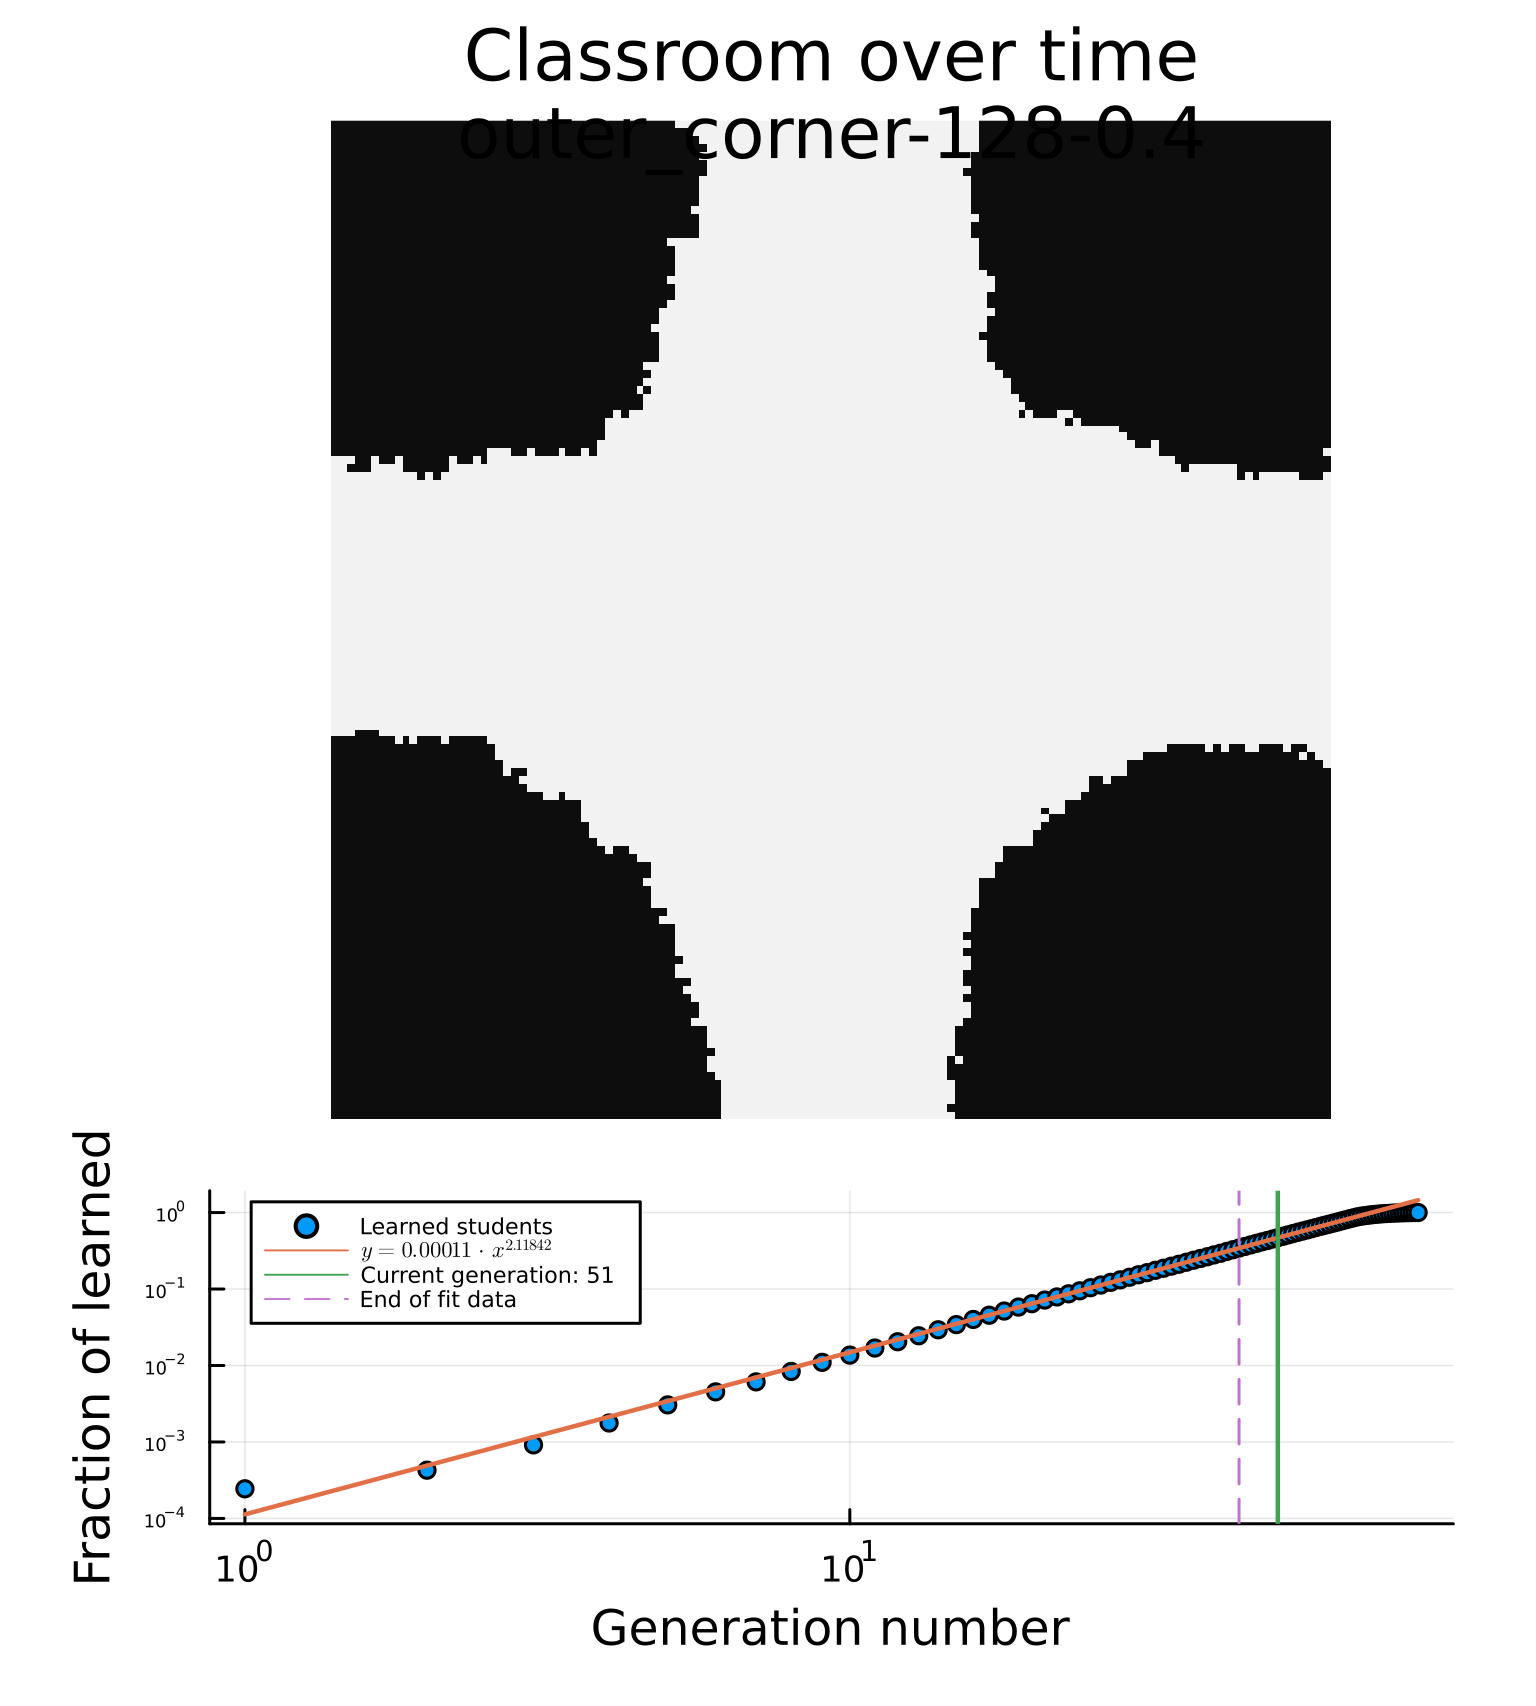 Classroom over time
outer_corner-128-0.4
Fraction of learned
10^0
10^−1
10^−2
10^−3
10^−4
Learned students
y = 0.00011 · x^2.11842
Current generation: 51
End of fit data
10^0
10^1
Generation number